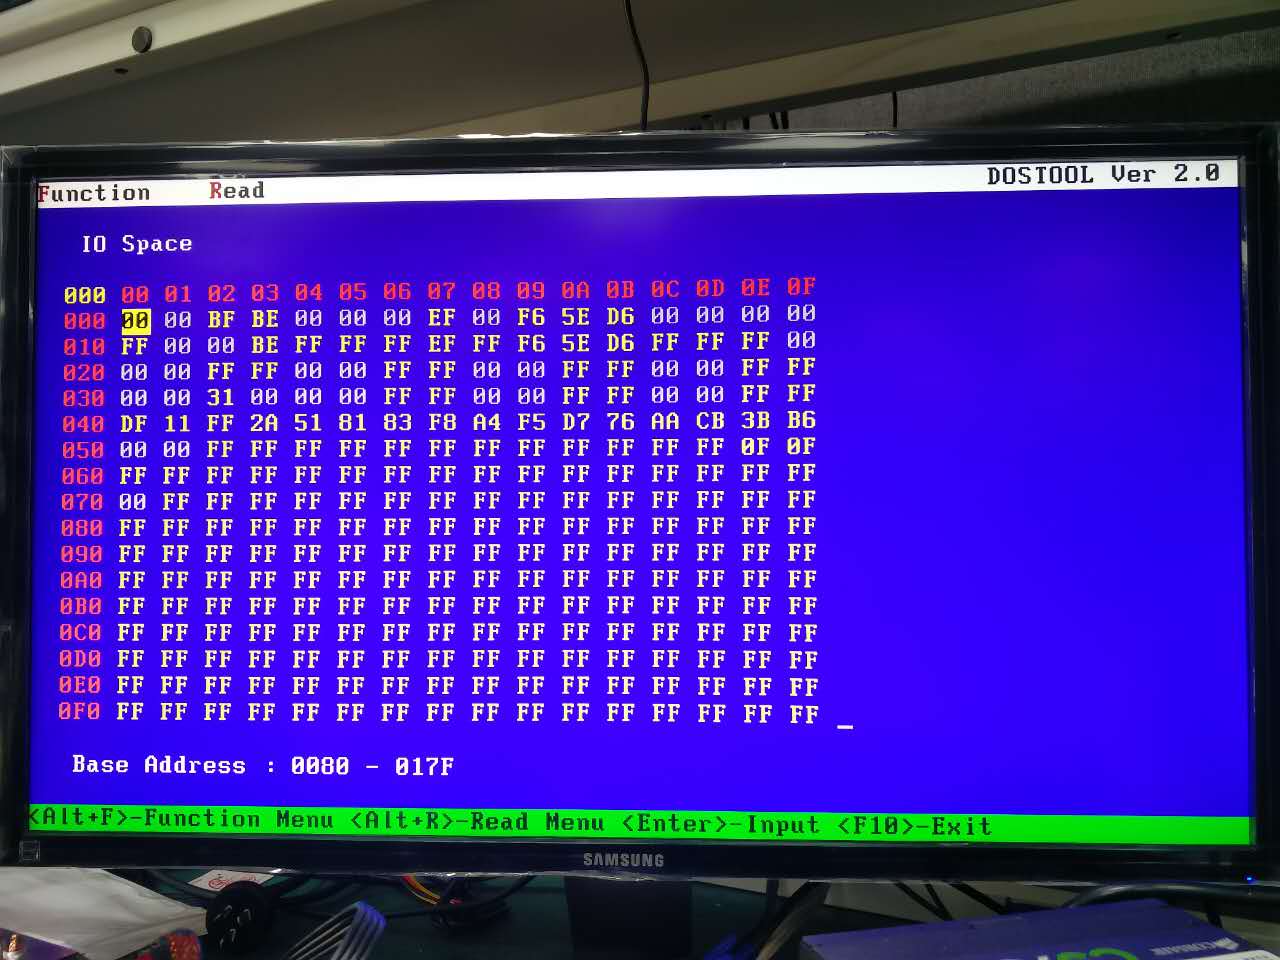 Function Read DOSTOOL Ver 2.0
IO Space
000 00 01 02 03 04 05 06 07 08 09 0A 0B 0C 0D 0E 0F
000 00 00 BF BE 00 00 00 EF 00 F6 5E D6 00 00 00 00
010 FF 00 00 BE FF FF FF EF FF F6 5E D6 FF FF FF 00
020 00 00 FF FF 00 00 FF FF 00 00 FF FF 00 00 FF FF
030 00 00 31 00 00 00 FF FF 00 00 FF FF 00 00 FF FF
040 DF 11 FF 2A 51 81 83 F8 A4 F5 D7 76 AA CB 3B B6
050 00 00 FF FF FF FF FF FF FF FF FF FF FF FF 0F 0F
060 FF FF FF FF FF FF FF FF FF FF FF FF FF FF FF FF
070 00 FF FF FF FF FF FF FF FF FF FF FF FF FF FF FF
080 FF FF FF FF FF FF FF FF FF FF FF FF FF FF FF FF
090 FF FF FF FF FF FF FF FF FF FF FF FF FF FF FF FF
0A0 FF FF FF FF FF FF FF FF FF FF FF FF FF FF FF FF
0B0 FF FF FF FF FF FF FF FF FF FF FF FF FF FF FF FF
0C0 FF FF FF FF FF FF FF FF FF FF FF FF FF FF FF FF
0D0 FF FF FF FF FF FF FF FF FF FF FF FF FF FF FF FF
0E0 FF FF FF FF FF FF FF FF FF FF FF FF FF FF FF FF
0F0 FF FF FF FF FF FF FF FF FF FF FF FF FF FF FF FF _
Base Address : 0080 - 017F
<Alt+F>-Function Menu <Alt+R>-Read Menu <Enter>-Input <F10>-Exit
SAMSUNG
CORSAIR